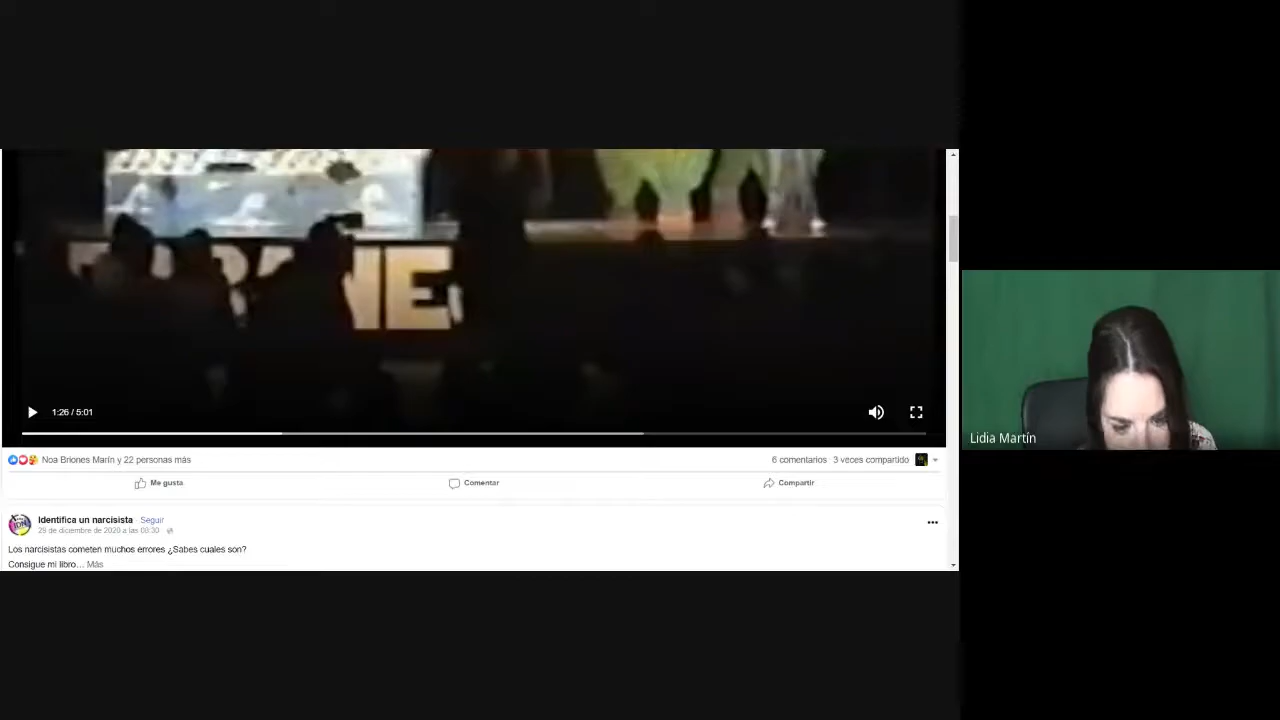 1:26 / 5:01
Noa Briones Marín y 22 personas más
6 comentarios 3 veces compartido
Me gusta
Comentar
Compartir
Lidia Martín
Identifica un narcisista Seguir
29 de diciembre de 2020 a las 09:30
Los narcisistas cometen muchos errores ¿Sabes cuales son?
Consigue mi libro... Más